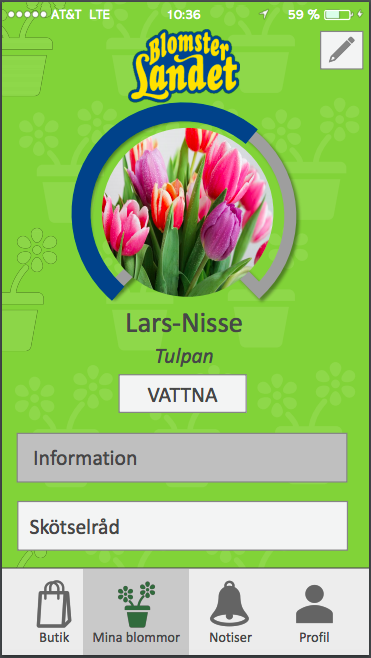 AT&T LTE 10:36 59 %
Blomster
Landet
Lars-Nisse
Tulpan
VATTNA
Information
Skötselråd
Butik Mina blommor Notiser Profil